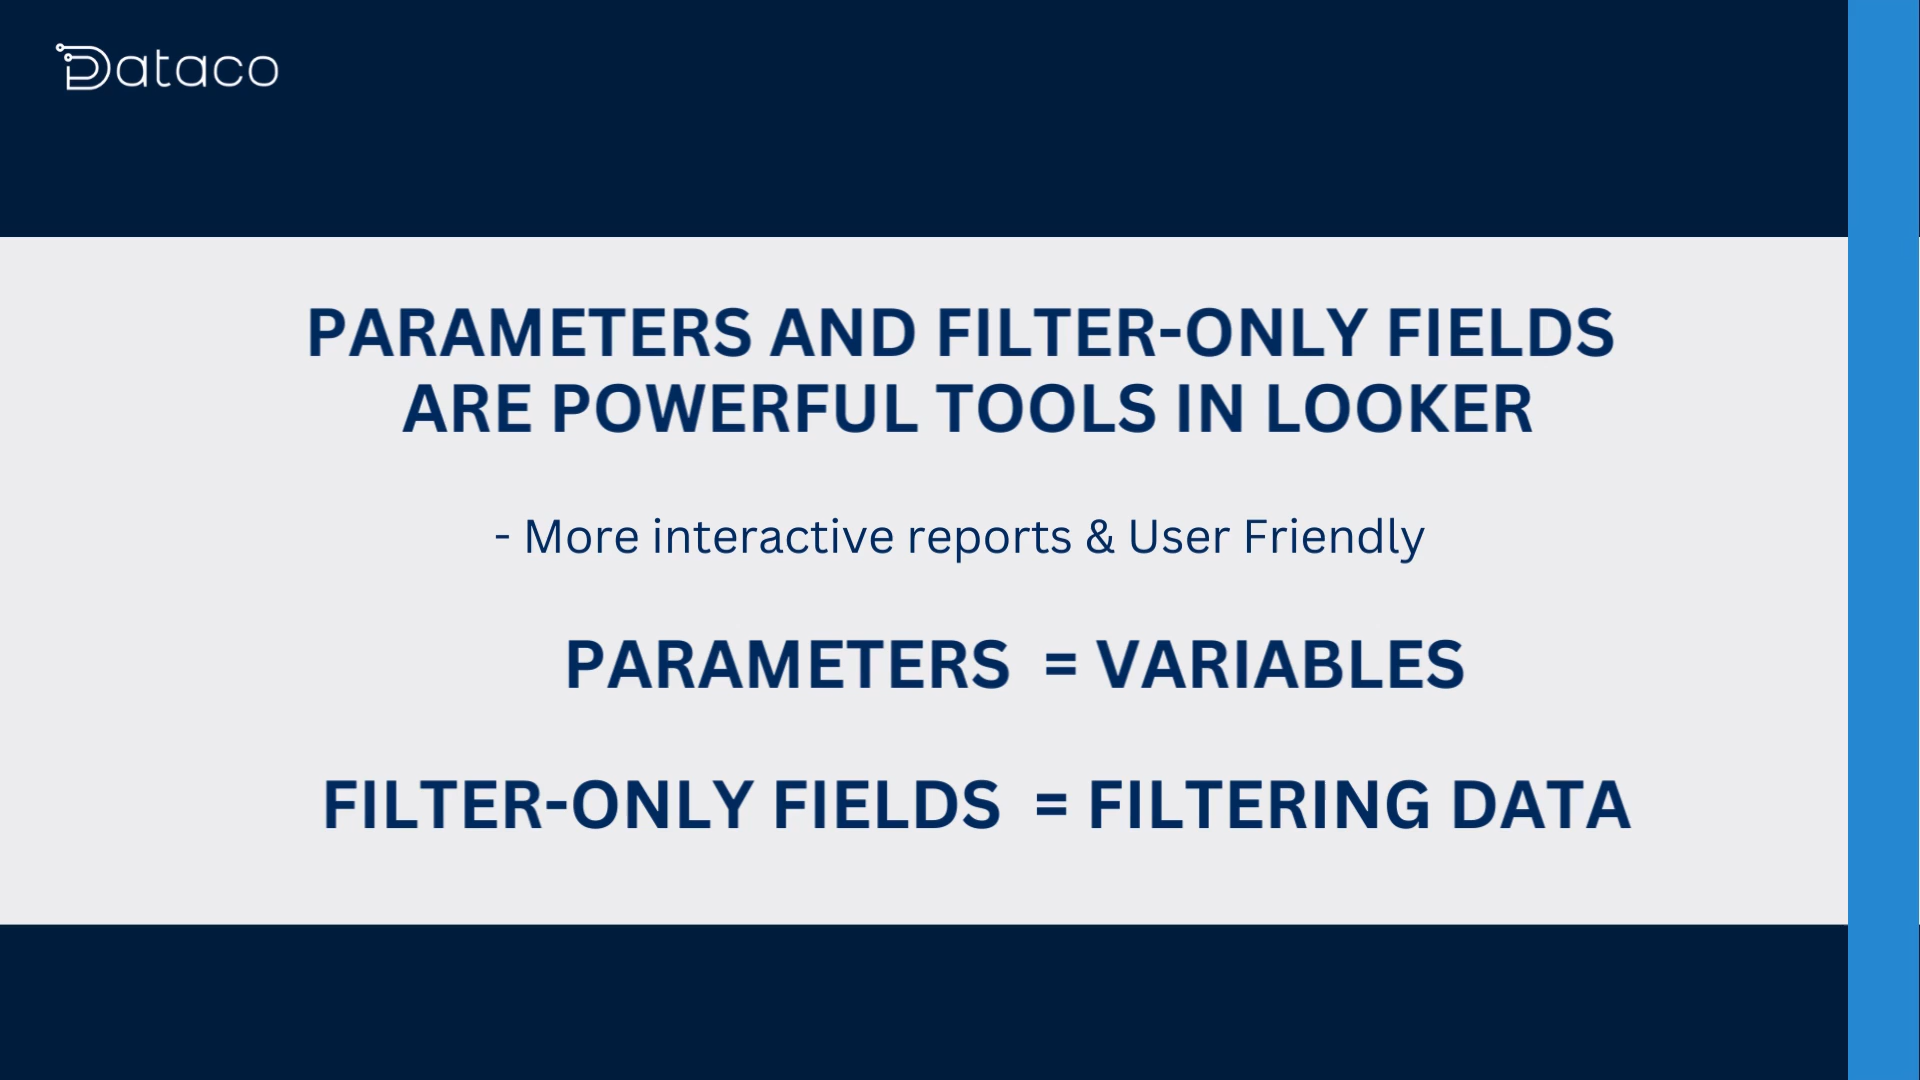 Dataco
PARAMETERS AND FILTER-ONLY FIELDS
ARE POWERFUL TOOLS IN LOOKER
- More interactive reports & User Friendly
PARAMETERS = VARIABLES
FILTER-ONLY FIELDS = FILTERING DATA